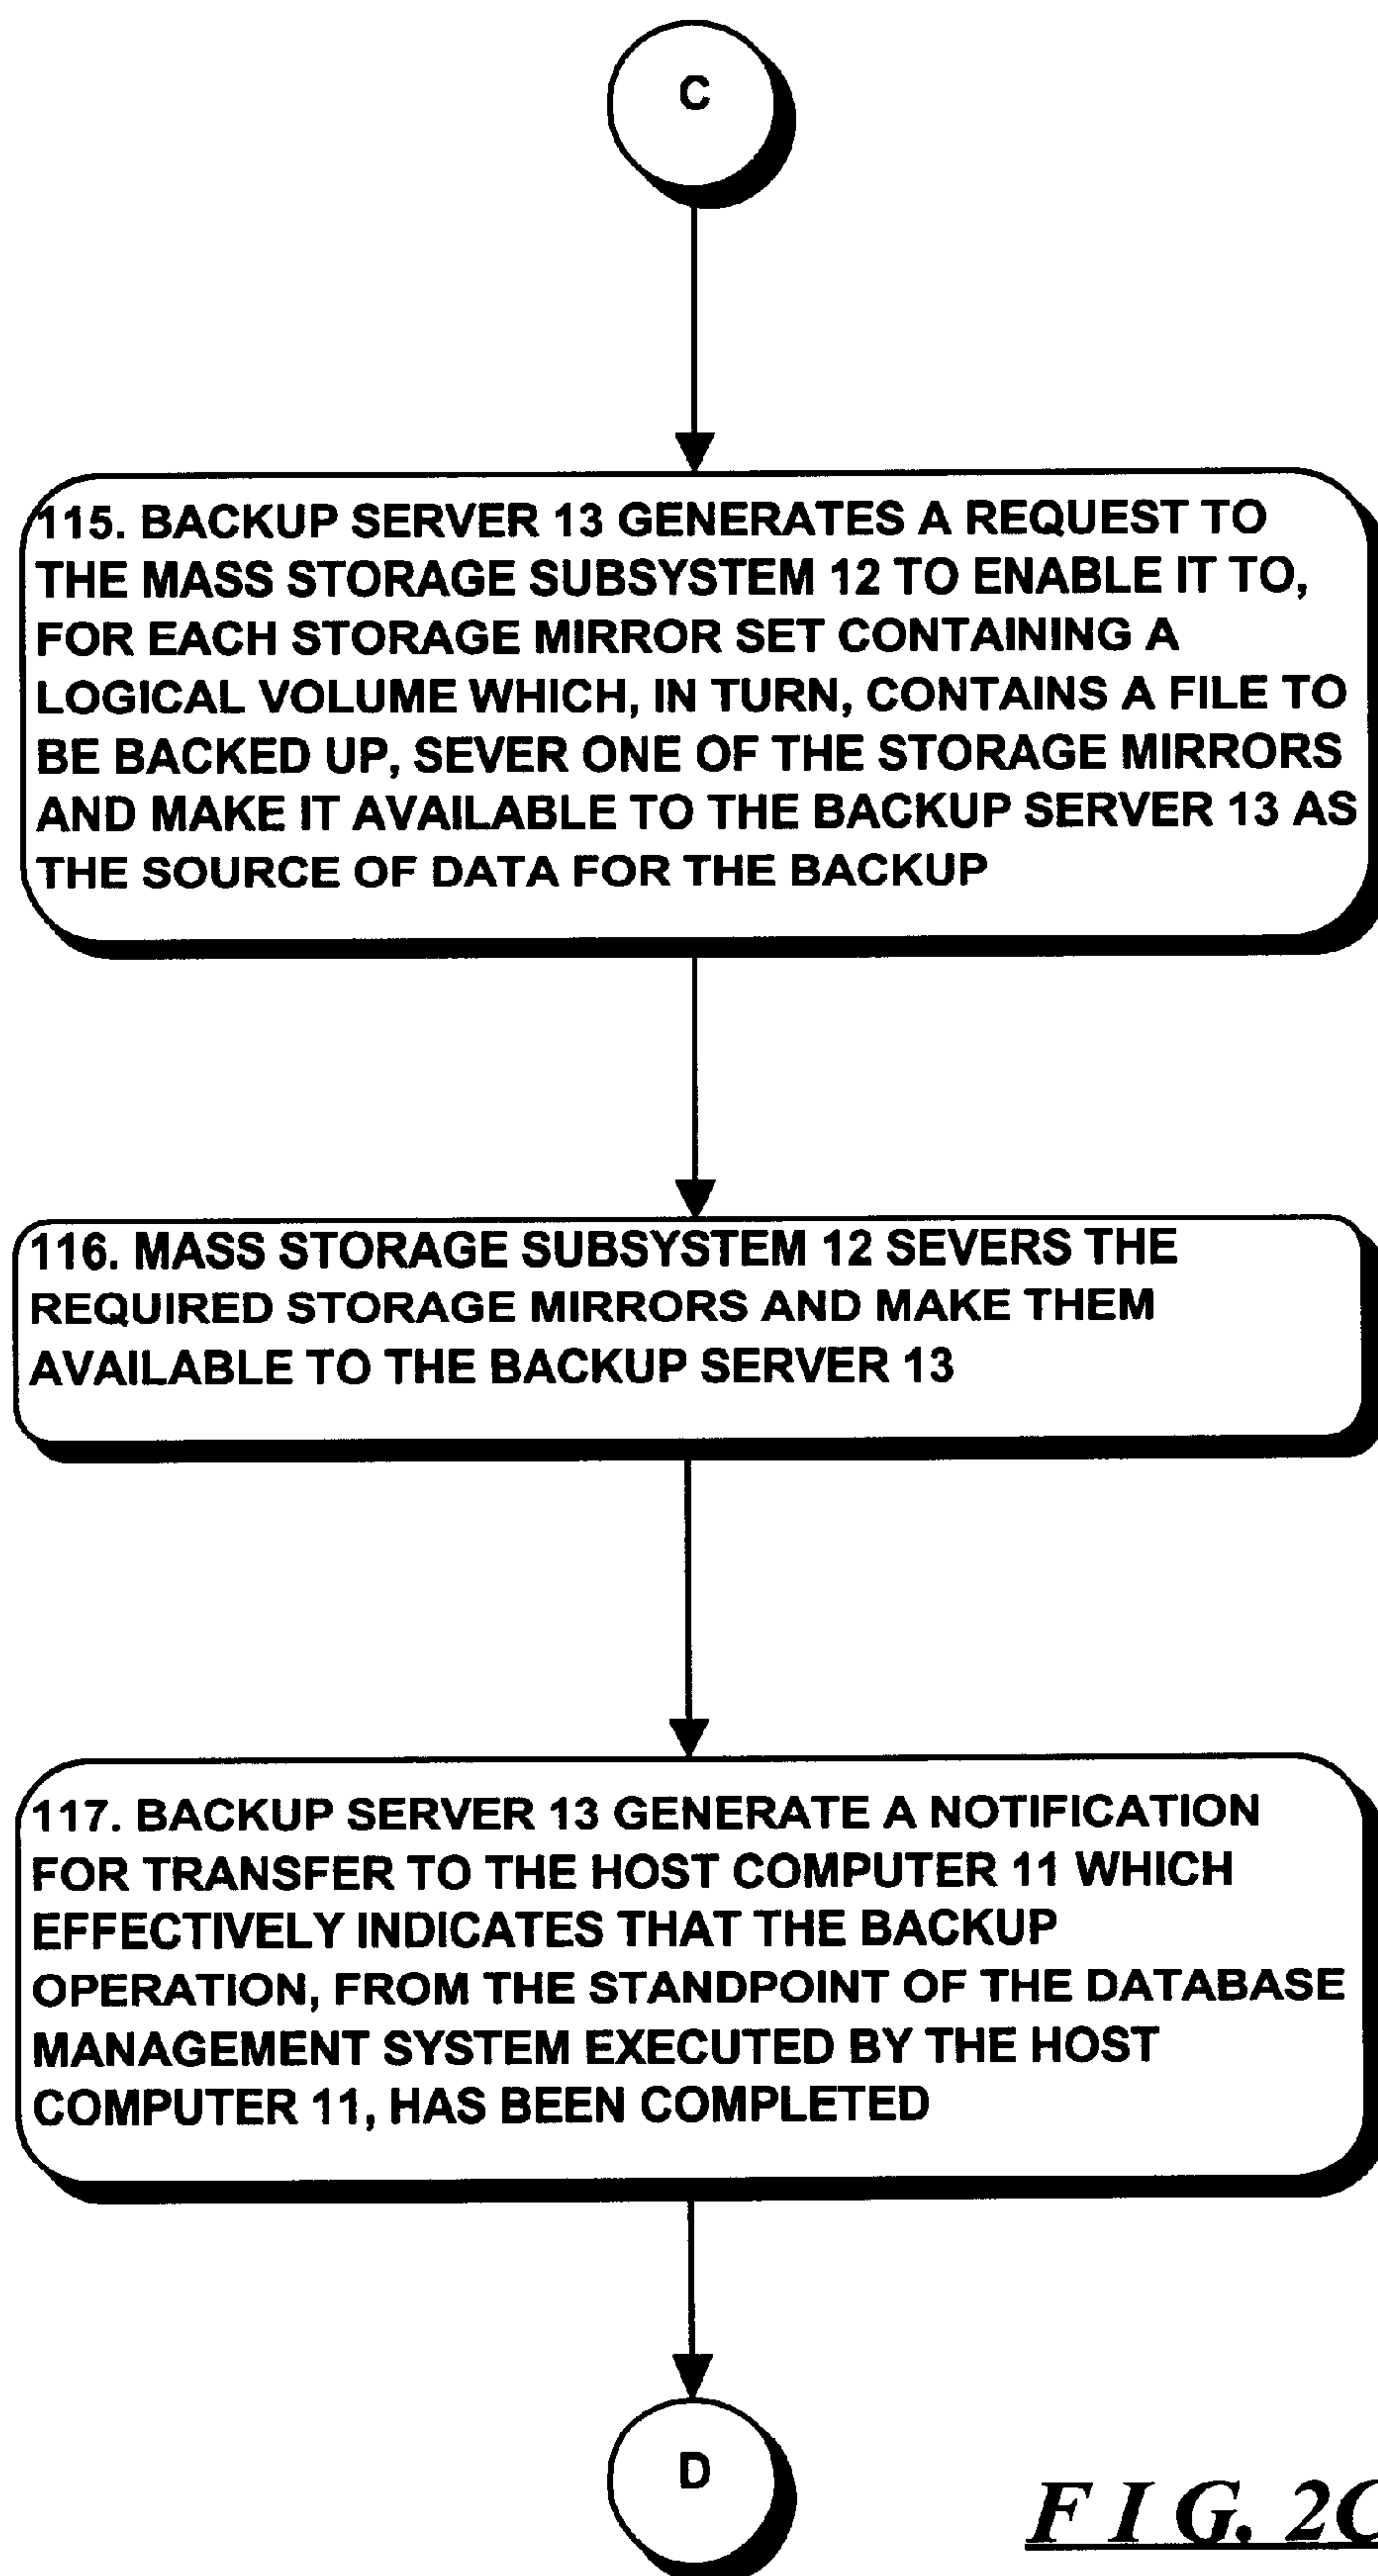 C
115. BACKUP SERVER 13 GENERATES A REQUEST TO
THE MASS STORAGE SUBSYSTEM 12 TO ENABLE IT TO,
FOR EACH STORAGE MIRROR SET CONTAINING A
LOGICAL VOLUME WHICH, IN TURN, CONTAINS A FILE TO
BE BACKED UP, SEVER ONE OF THE STORAGE MIRRORS
AND MAKE IT AVAILABLE TO THE BACKUP SERVER 13 AS
THE SOURCE OF DATA FOR THE BACKUP
116. MASS STORAGE SUBSYSTEM 12 SEVERS THE
REQUIRED STORAGE MIRRORS AND MAKE THEM
AVAILABLE TO THE BACKUP SERVER 13
117. BACKUP SERVER 13 GENERATE A NOTIFICATION
FOR TRANSFER TO THE HOST COMPUTER 11 WHICH
EFFECTIVELY INDICATES THAT THE BACKUP
OPERATION, FROM THE STANDPOINT OF THE DATABASE
MANAGEMENT SYSTEM EXECUTED BY THE HOST
COMPUTER 11, HAS BEEN COMPLETED
D
F I G. 2C